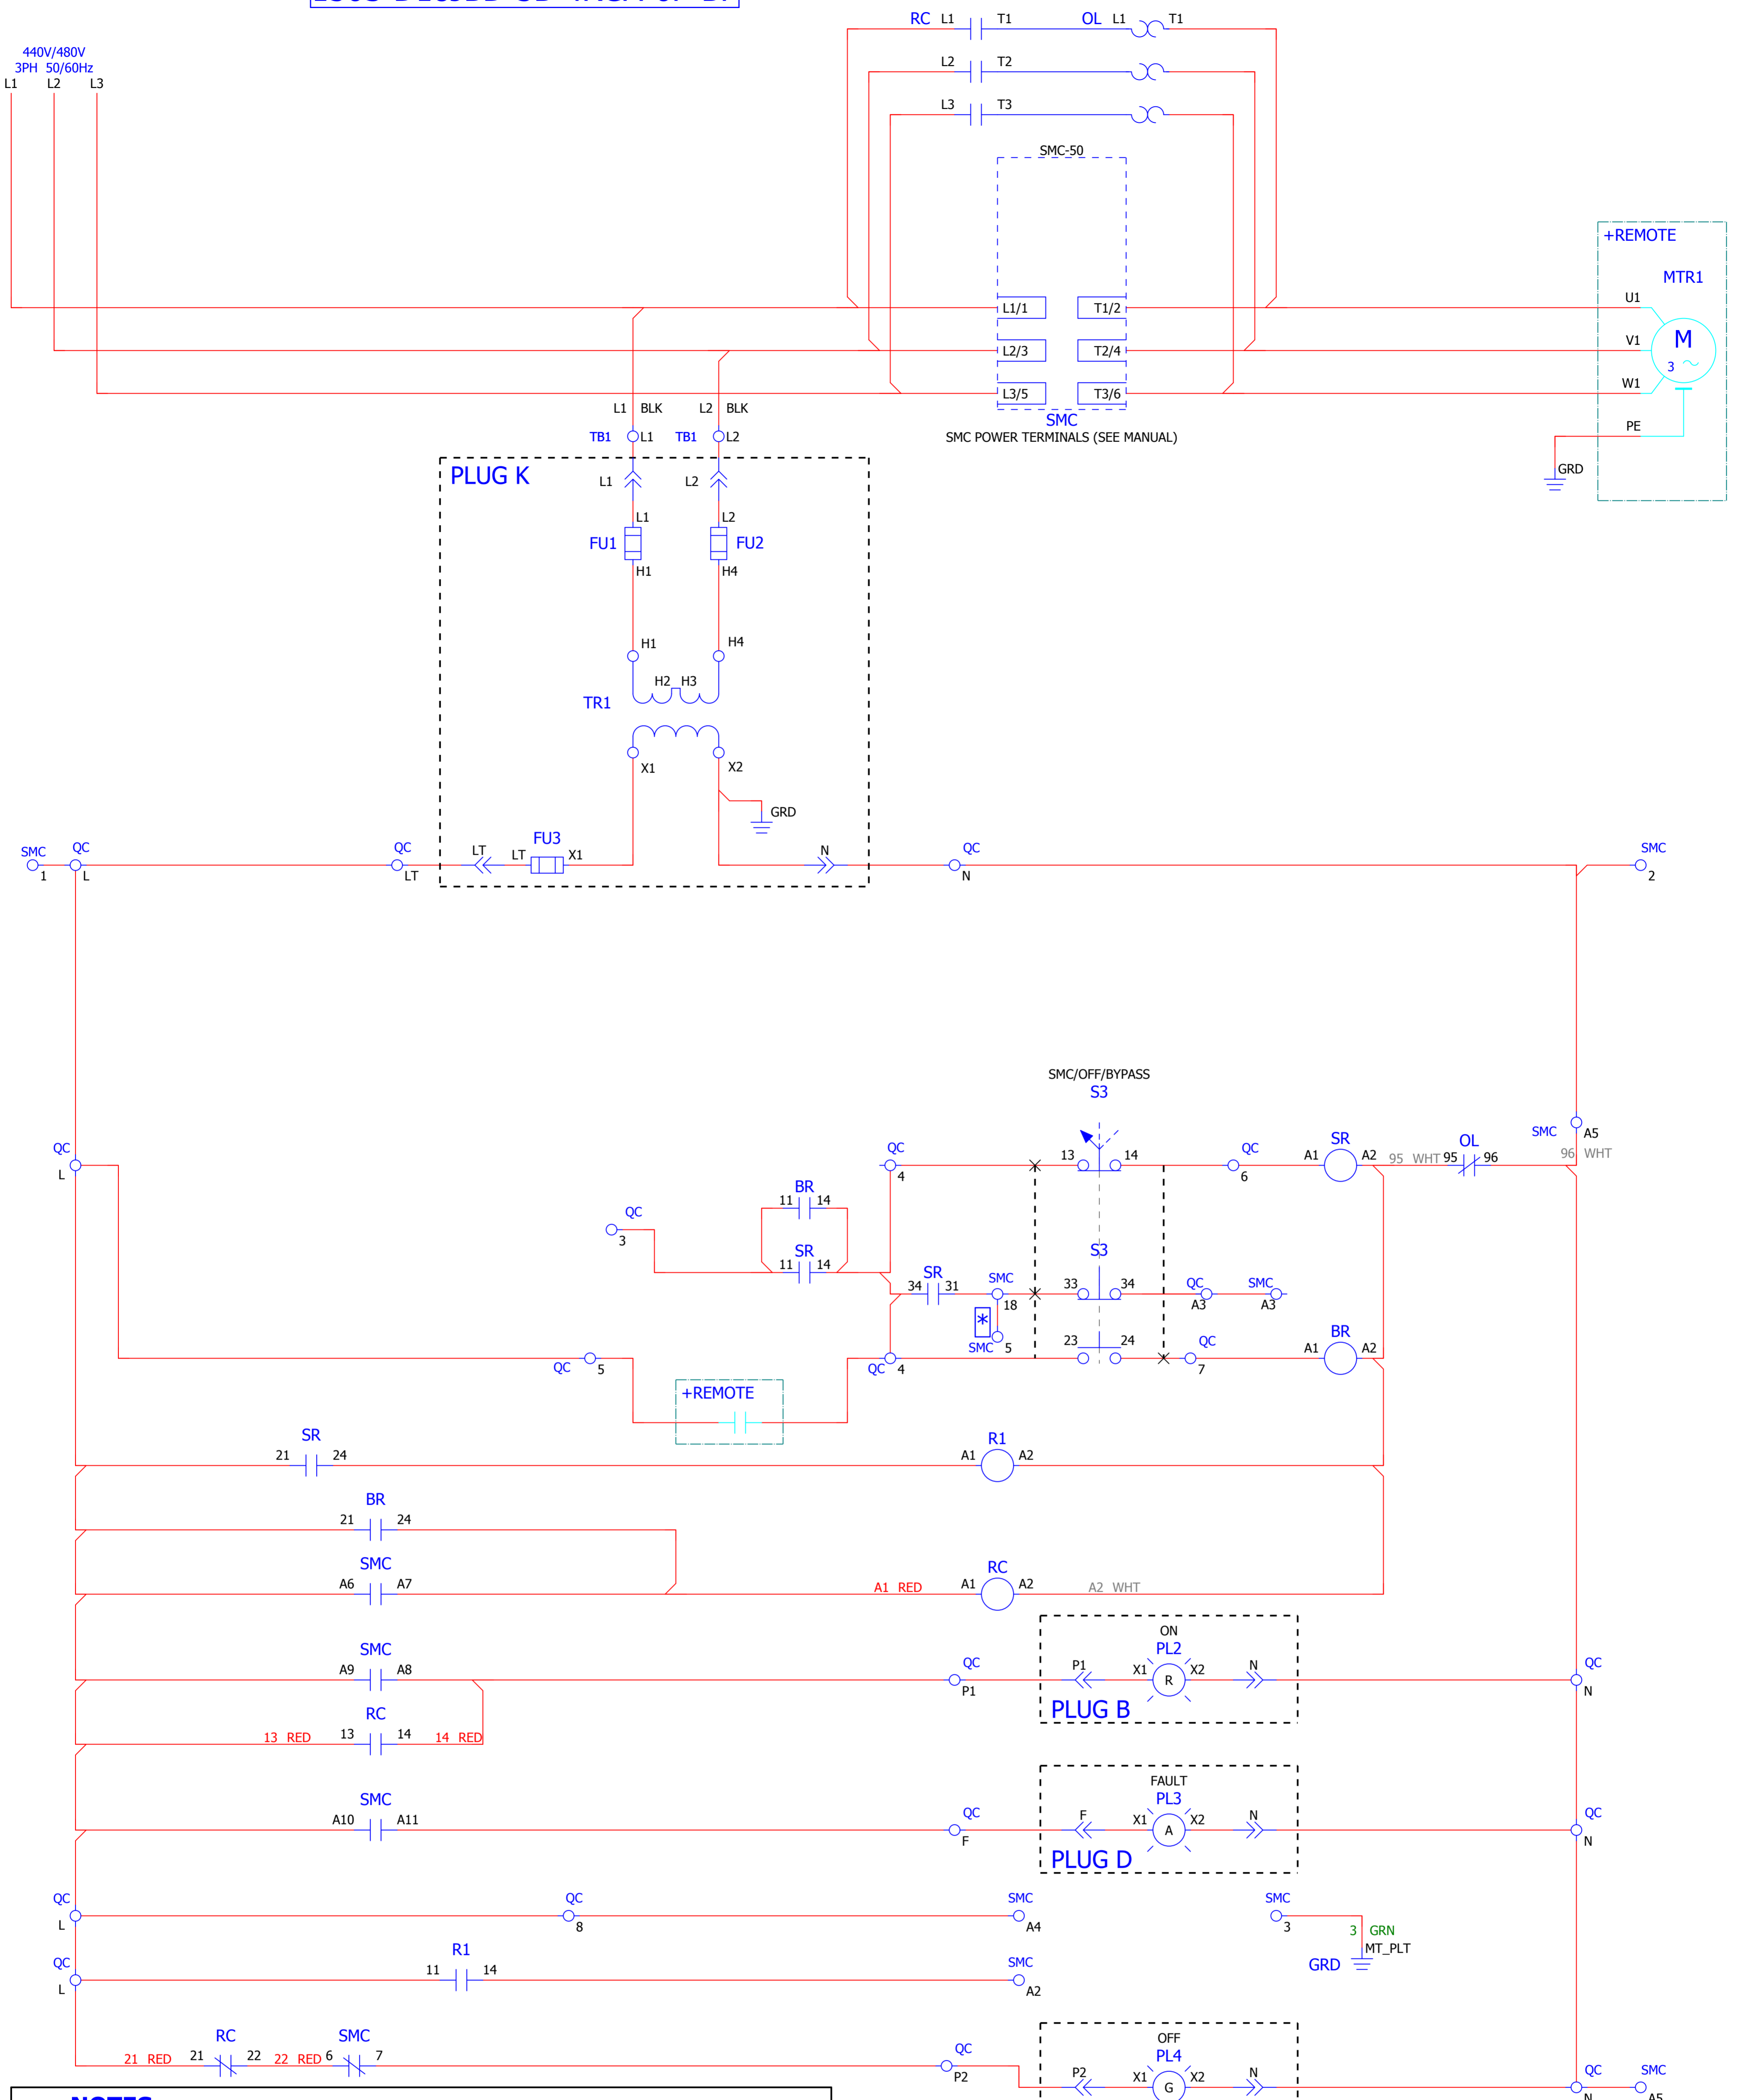 440V/480V
3PH 50/60Hz
L1 L2 L3
RC L1 T1 OL L1 T1
L2 T2
L3 T3
SMC-50
L1/1 T1/2
L2/3 T2/4
L3/5 T3/6
SMC
SMC POWER TERMINALS (SEE MANUAL)
+REMOTE
MTR1
U1
V1
M
3
W1
PE
GRD
L1 BLK L2 BLK
TB1 L1 TB1 L2
PLUG K
L1 L2
L1 L2
FU1 FU2
H1 H4
H1 H4
H2 H3
TR1
X1 X2
GRD
SMC QC QC FU3
LT LT X1 N QC SMC
1 L LT N 2
SMC/OFF/BYPASS
S3
SMC A5
QC QC 13 14 QC SR OL
A1 A2 95 WHT 95 96 96 WHT
L 4 6
BR
11 14
QC
3
SR
11 14
S3
SR
34 31 SMC 33 34 QC SMC
18 A3 A3
*
SMC 5 23 24 QC BR
A1 A2
QC 5 QC 4 7
+REMOTE
SR
21 24
R1
A1 A2
BR
21 24
SMC
A6 A7
RC
A1 RED A1 A2 A2 WHT
ON
SMC
A9 A8
QC P1 PL2
X1 X2 N QC
P1 R N
PLUG B
RC
13 RED 13 14 14 RED
FAULT
SMC
A10 A11
QC F PL3
X1 X2 N QC
F A N
PLUG D
QC QC SMC SMC
L 8 A4 3
3 GRN
MT_PLT
GRD
QC R1
11 14 SMC
L A2
OFF
RC SMC
21 RED 21 22 22 RED 6 7
QC P2 PL4
X1 X2 N QC SMC
P2 G N A5